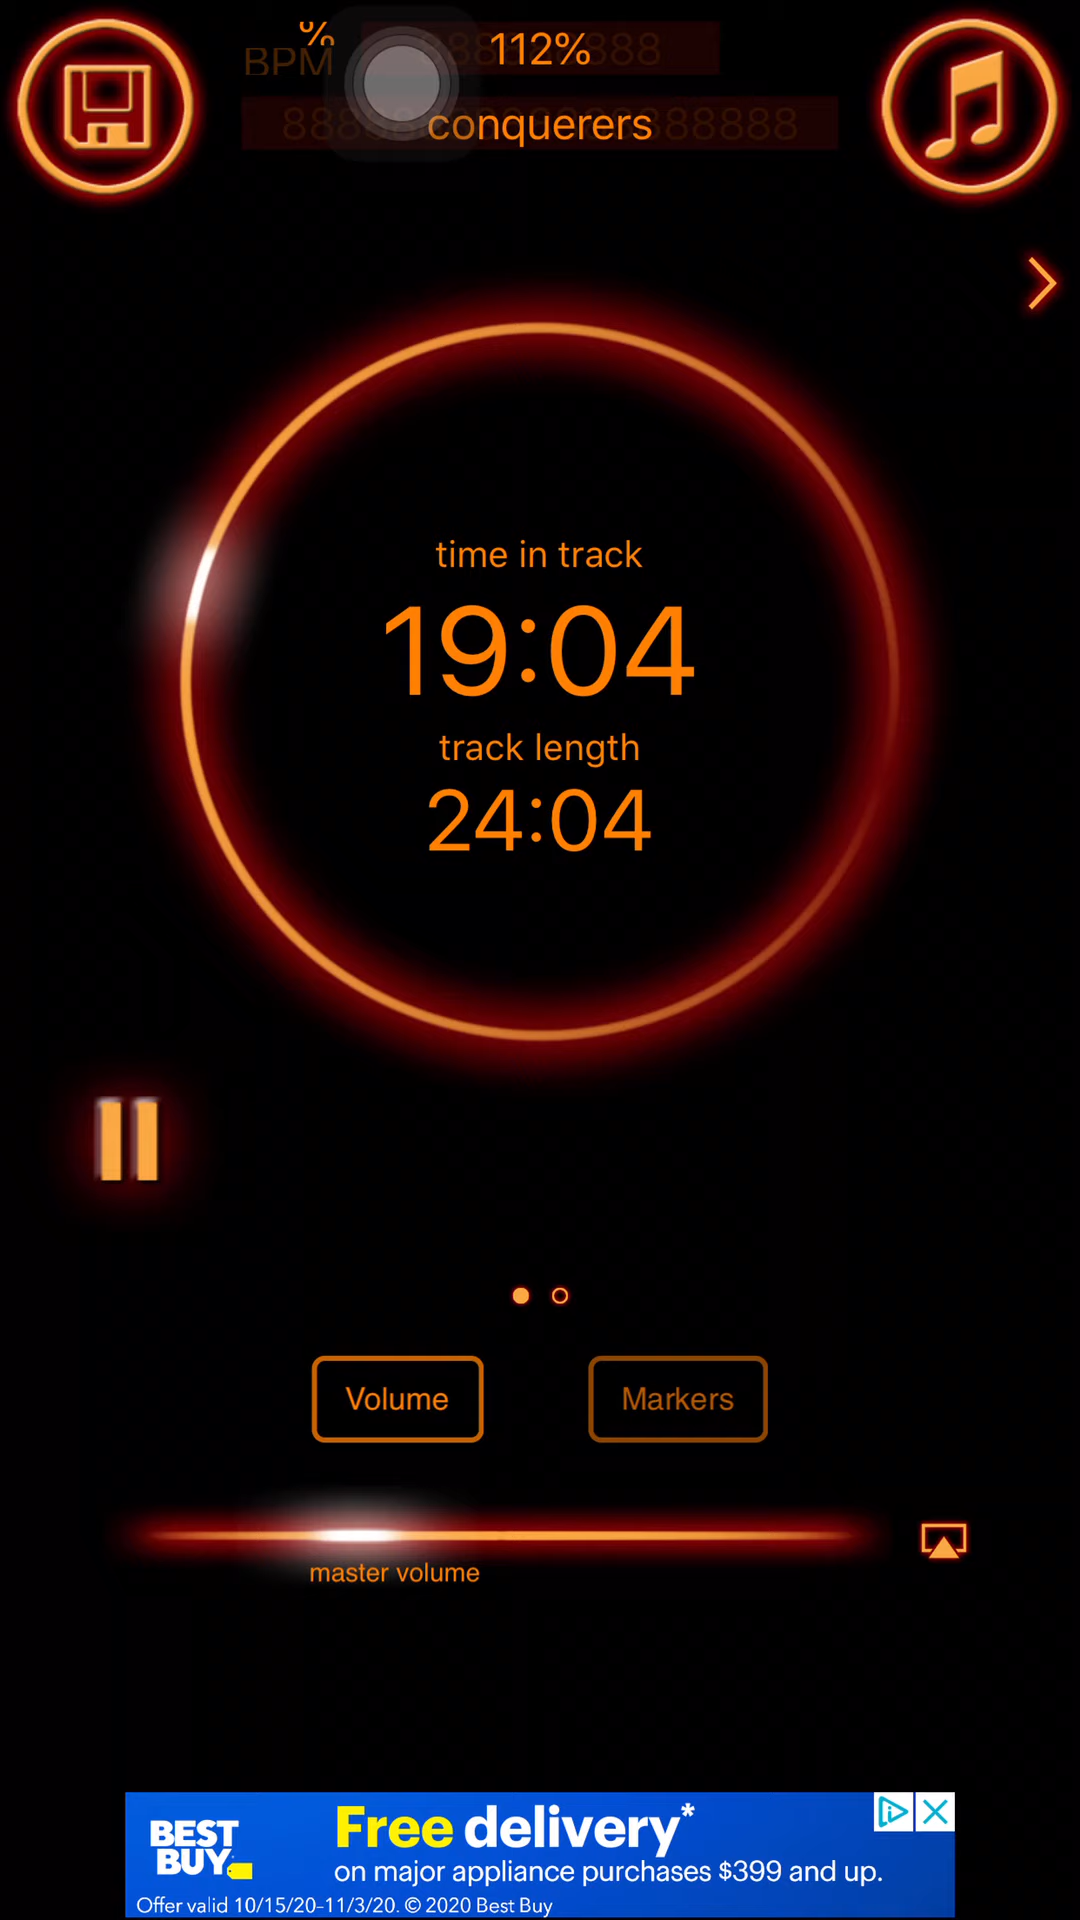 %
BPM
112%
conquerers
time in track
19:04
track length
24:04
Volume
Markers
master volume
BEST
BUY
Free delivery*
on major appliance purchases $399 and up.
Offer valid 10/15/20-11/3/20. © 2020 Best Buy